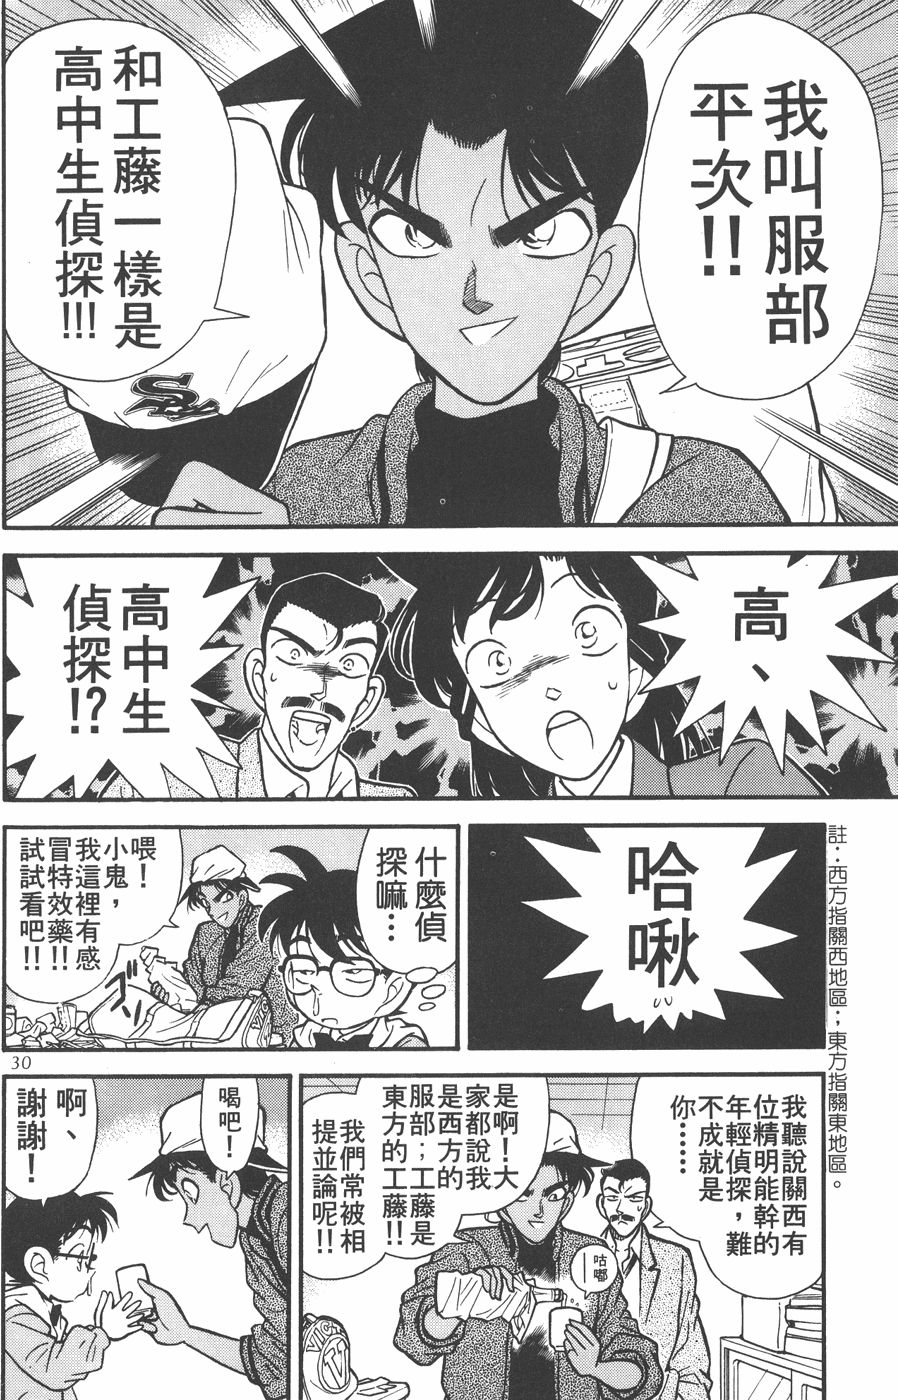 我叫服部
平次!!
和工藤一樣是
高中生偵探!!!
高、
高中生
偵探!?
哈啾
什麼偵
探嘛…
喂！
小鬼，
我這裡有感
冒特效藥!!
試試看吧!!
註：西方指關西地區；東方指關東地區。
30
我聽說關西有
位精明能幹的
年輕偵探，難
不成就是
你……
是啊！大
家都說我
是西方的
服部；工藤是
東方的工藤!!
我們常被相
提並論呢!!
咕嘟
喝吧！
啊、
謝謝！